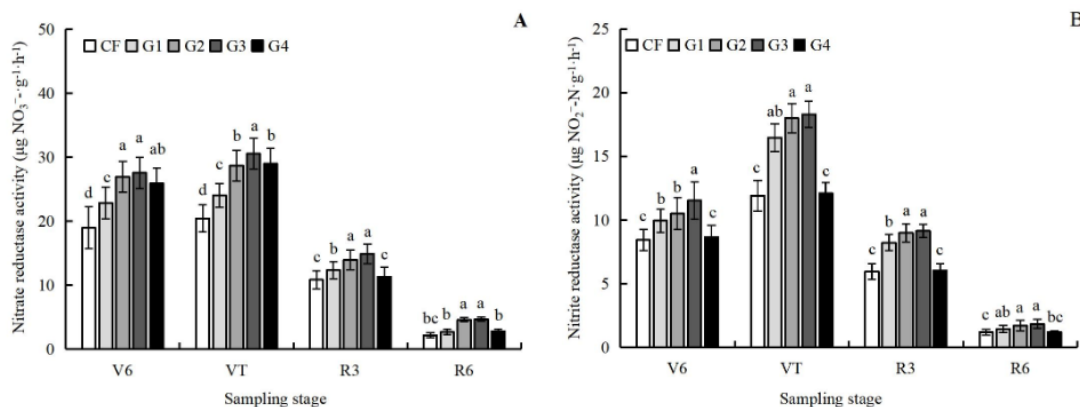 A
Nitrate reductase activity (μg NO₃⁻-·g⁻¹·h⁻¹)
50
40
30
20
10
0
CF G1 G2 G3 G4
d c a a ab
d c b a b
c b a a c
bc b a a b
V6 VT R3 R6
Sampling stage
B
Nitrite reductase activity (μg NO₂⁻-N·g⁻¹·h⁻¹)
25
20
15
10
5
0
CF G1 G2 G3 G4
c b b a c
c ab a a c
c b a a c
c ab a a bc
V6 VT R3 R6
Sampling stage